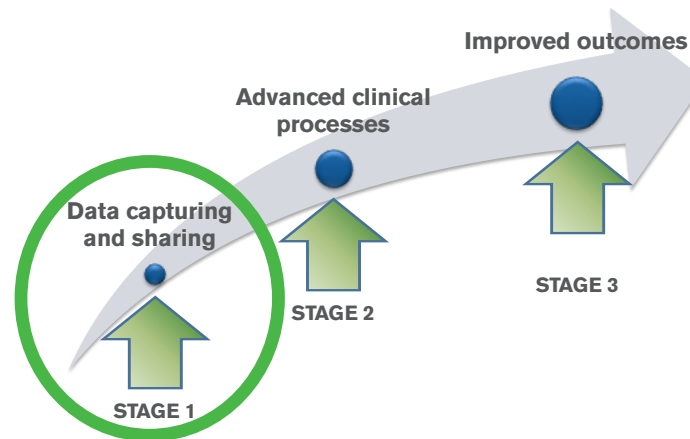 Improved outcomes
Advanced clinical
processes
Data capturing
and sharing
STAGE 3
STAGE 2
STAGE 1